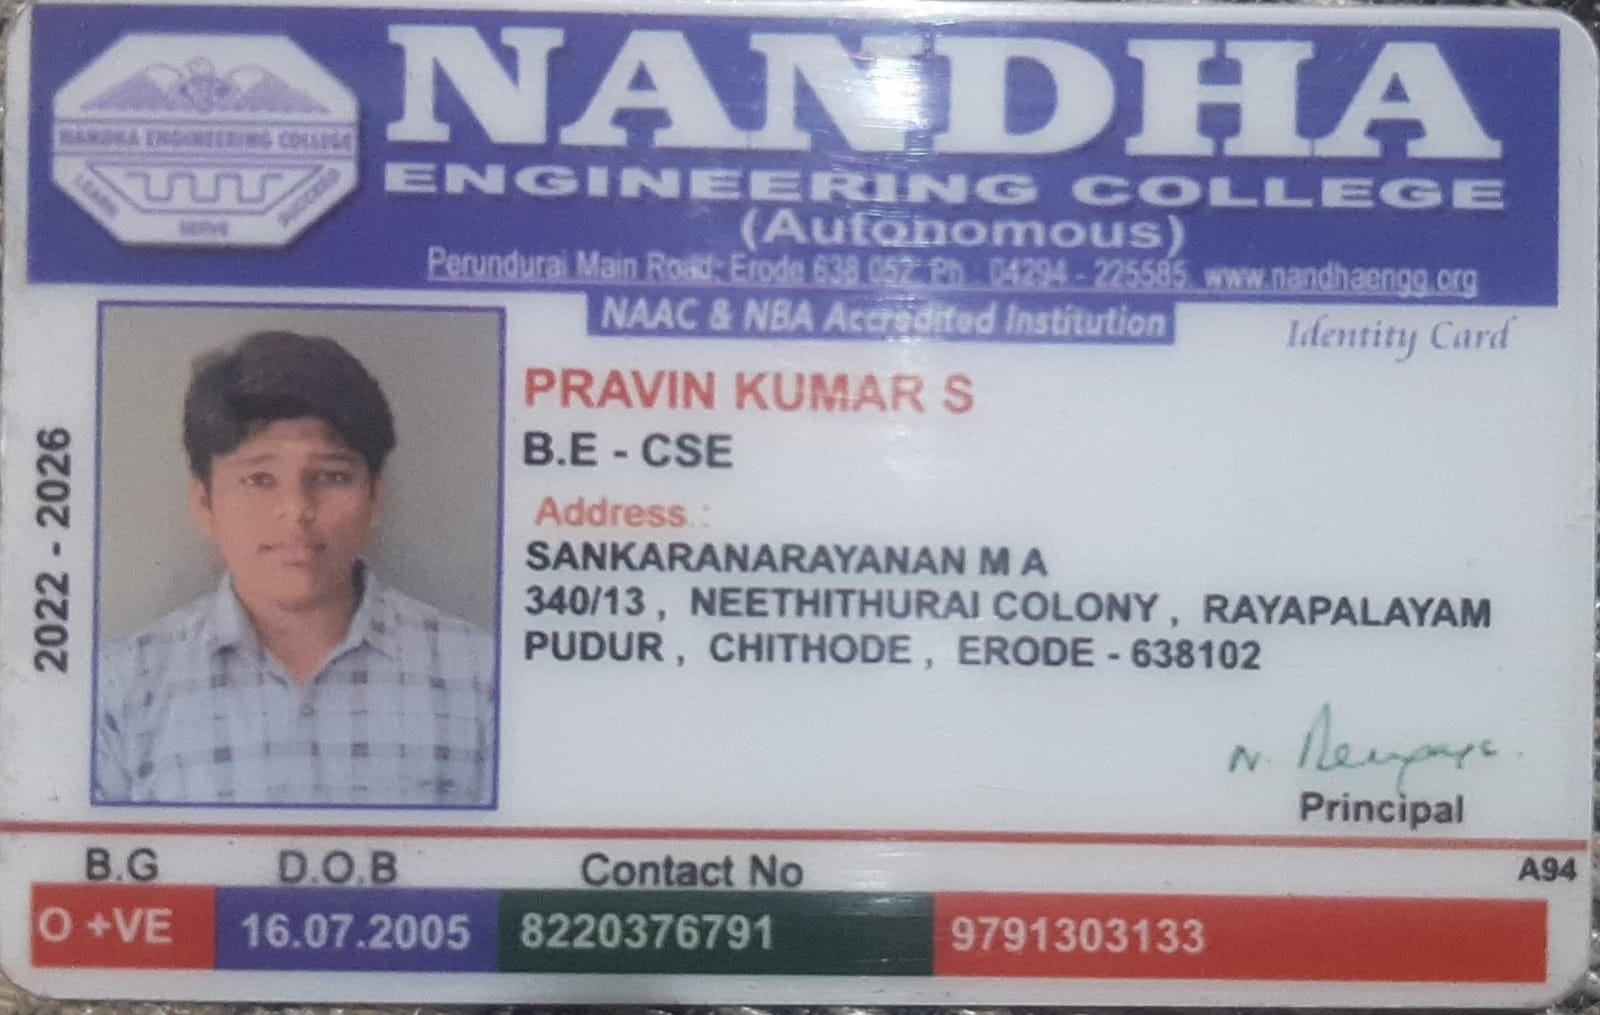 NANDHA
ENGINEERING COLLEGE
(Autonomous)
Perundurai Main Road, Erode 638 052. Ph : 04294 - 225585, www.nandhaengg.org
NAAC & NBA Accredited Institution
Identity Card
NANDHA ENGINEERING COLLEGE
LEARN
SERVE
SUCCEED
2022 - 2026
PRAVIN KUMAR S
B.E - CSE
Address :
SANKARANARAYANAN M A
340/13 , NEETHITHURAI COLONY , RAYAPALAYAM
PUDUR , CHITHODE , ERODE - 638102
Principal
B.G D.O.B Contact No A94
O +VE 16.07.2005 8220376791 9791303133